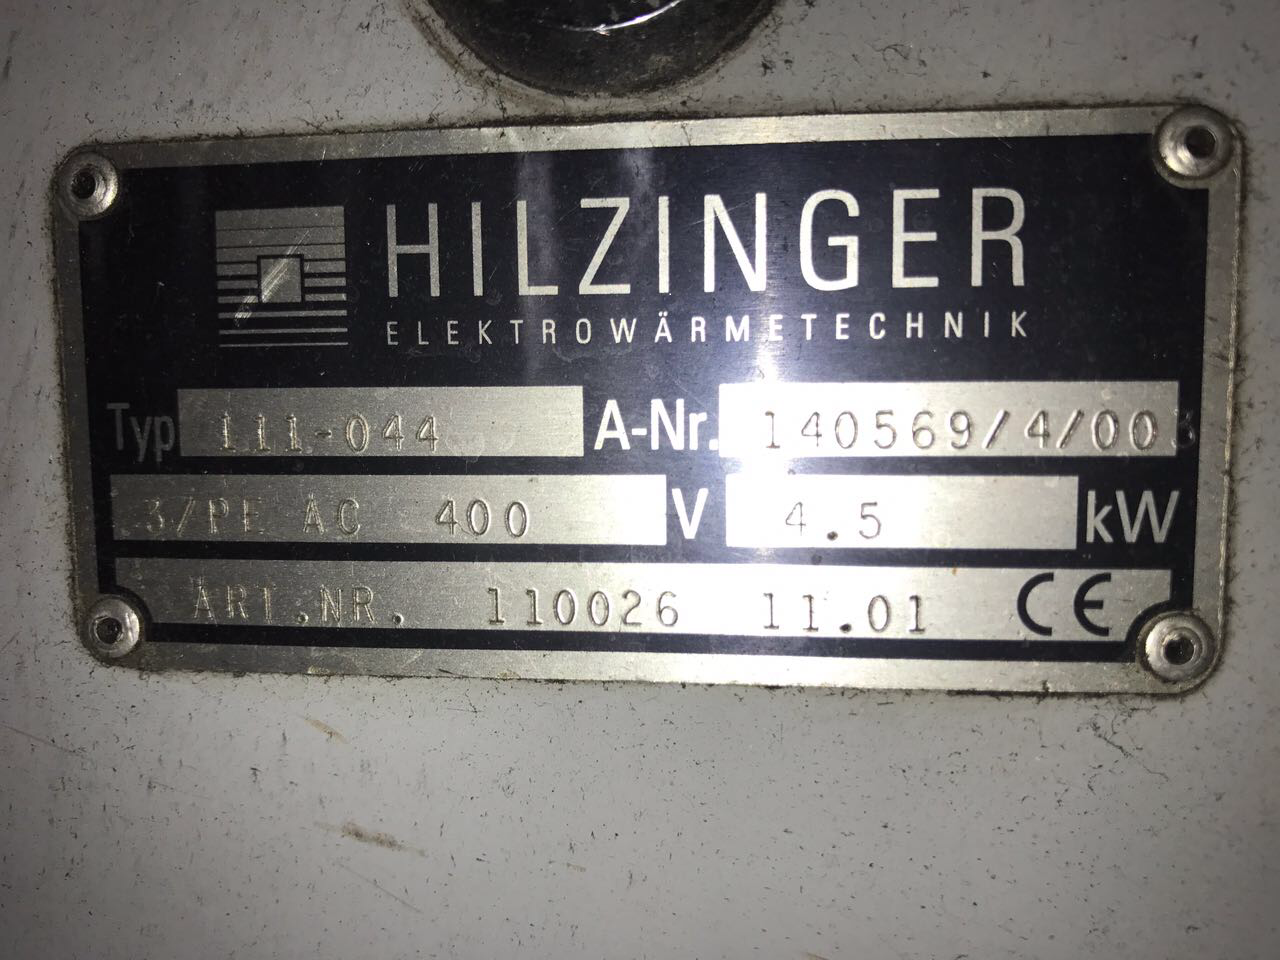 HILZINGER
ELEKTROWÄRMETECHNIK
Typ 111-044 A-Nr. 140569/4/003
3/PE AC 400 V 4.5 kW
ART.NR. 110026 11.01 CE